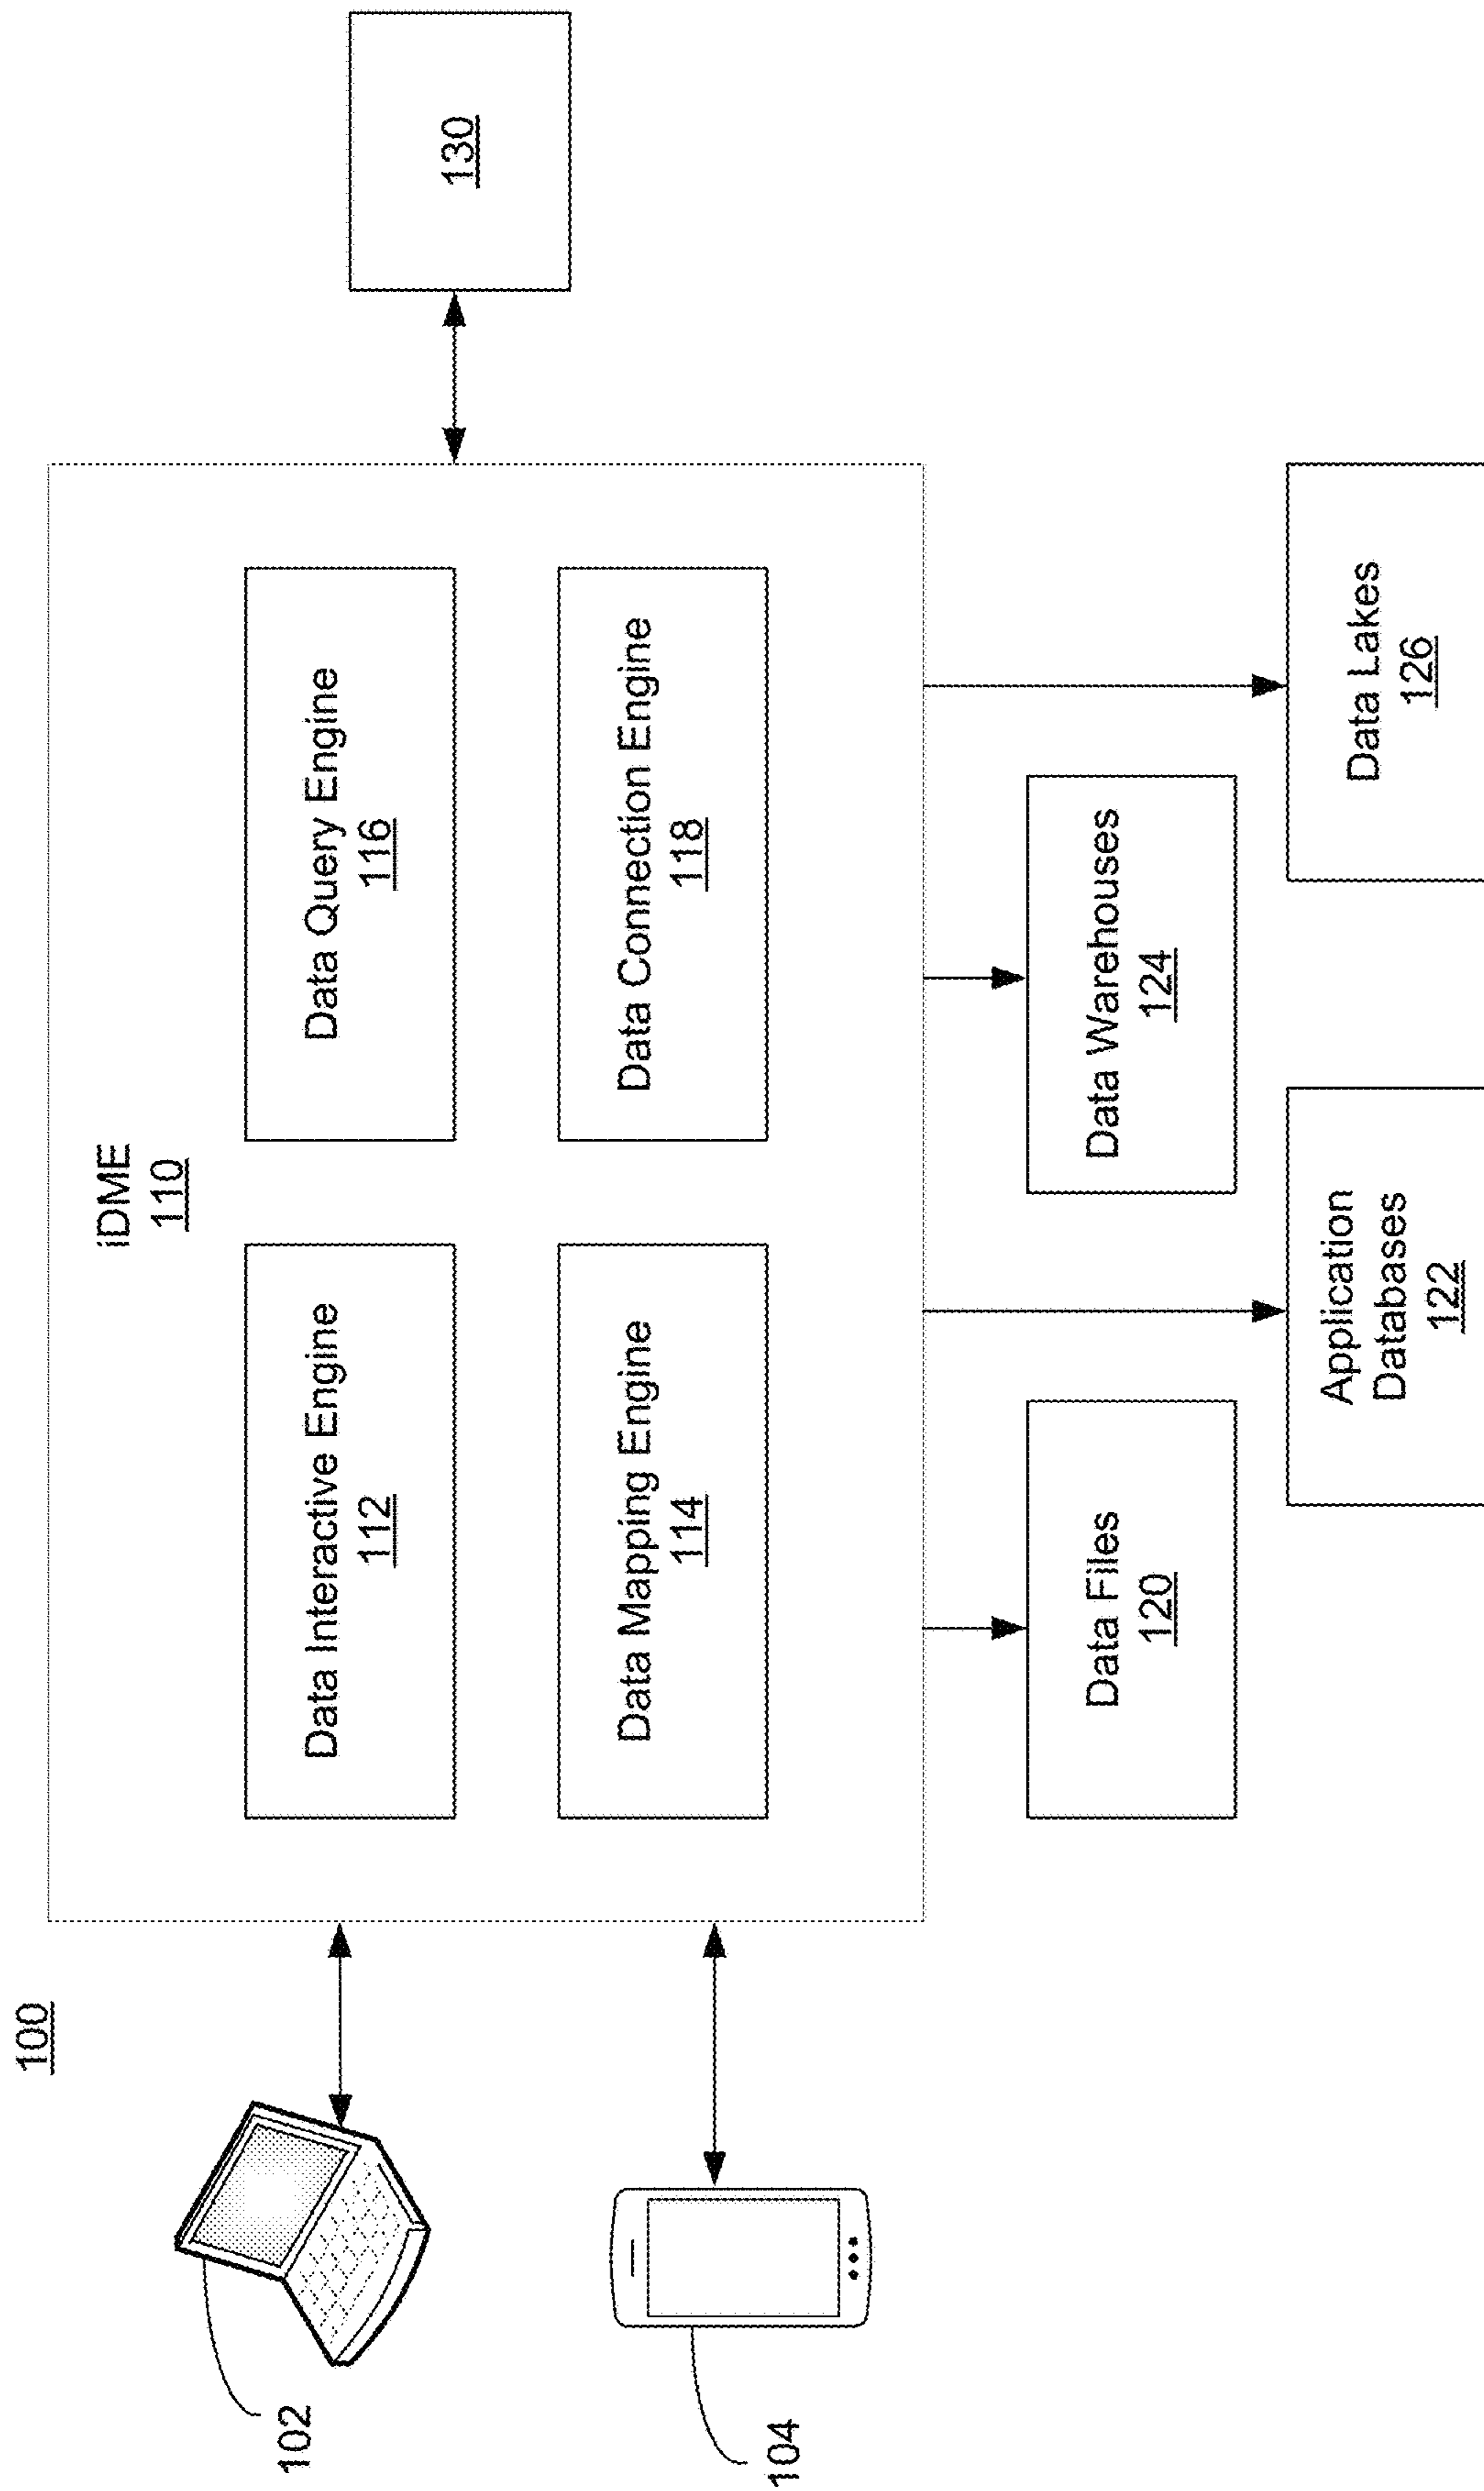 100
102
104
iDME
110
Data Interactive Engine
112
Data Query Engine
116
Data Mapping Engine
114
Data Connection Engine
118
130
Data Files
120
Data Warehouses
124
Application
Databases
122
Data Lakes
126